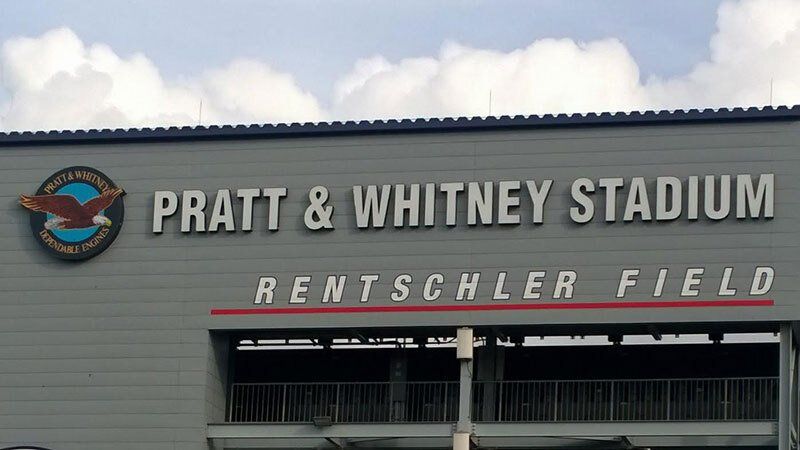 PRATT & WHITNEY
DEPENDABLE ENGINES
PRATT & WHITNEY STADIUM
RENTSCHLER FIELD